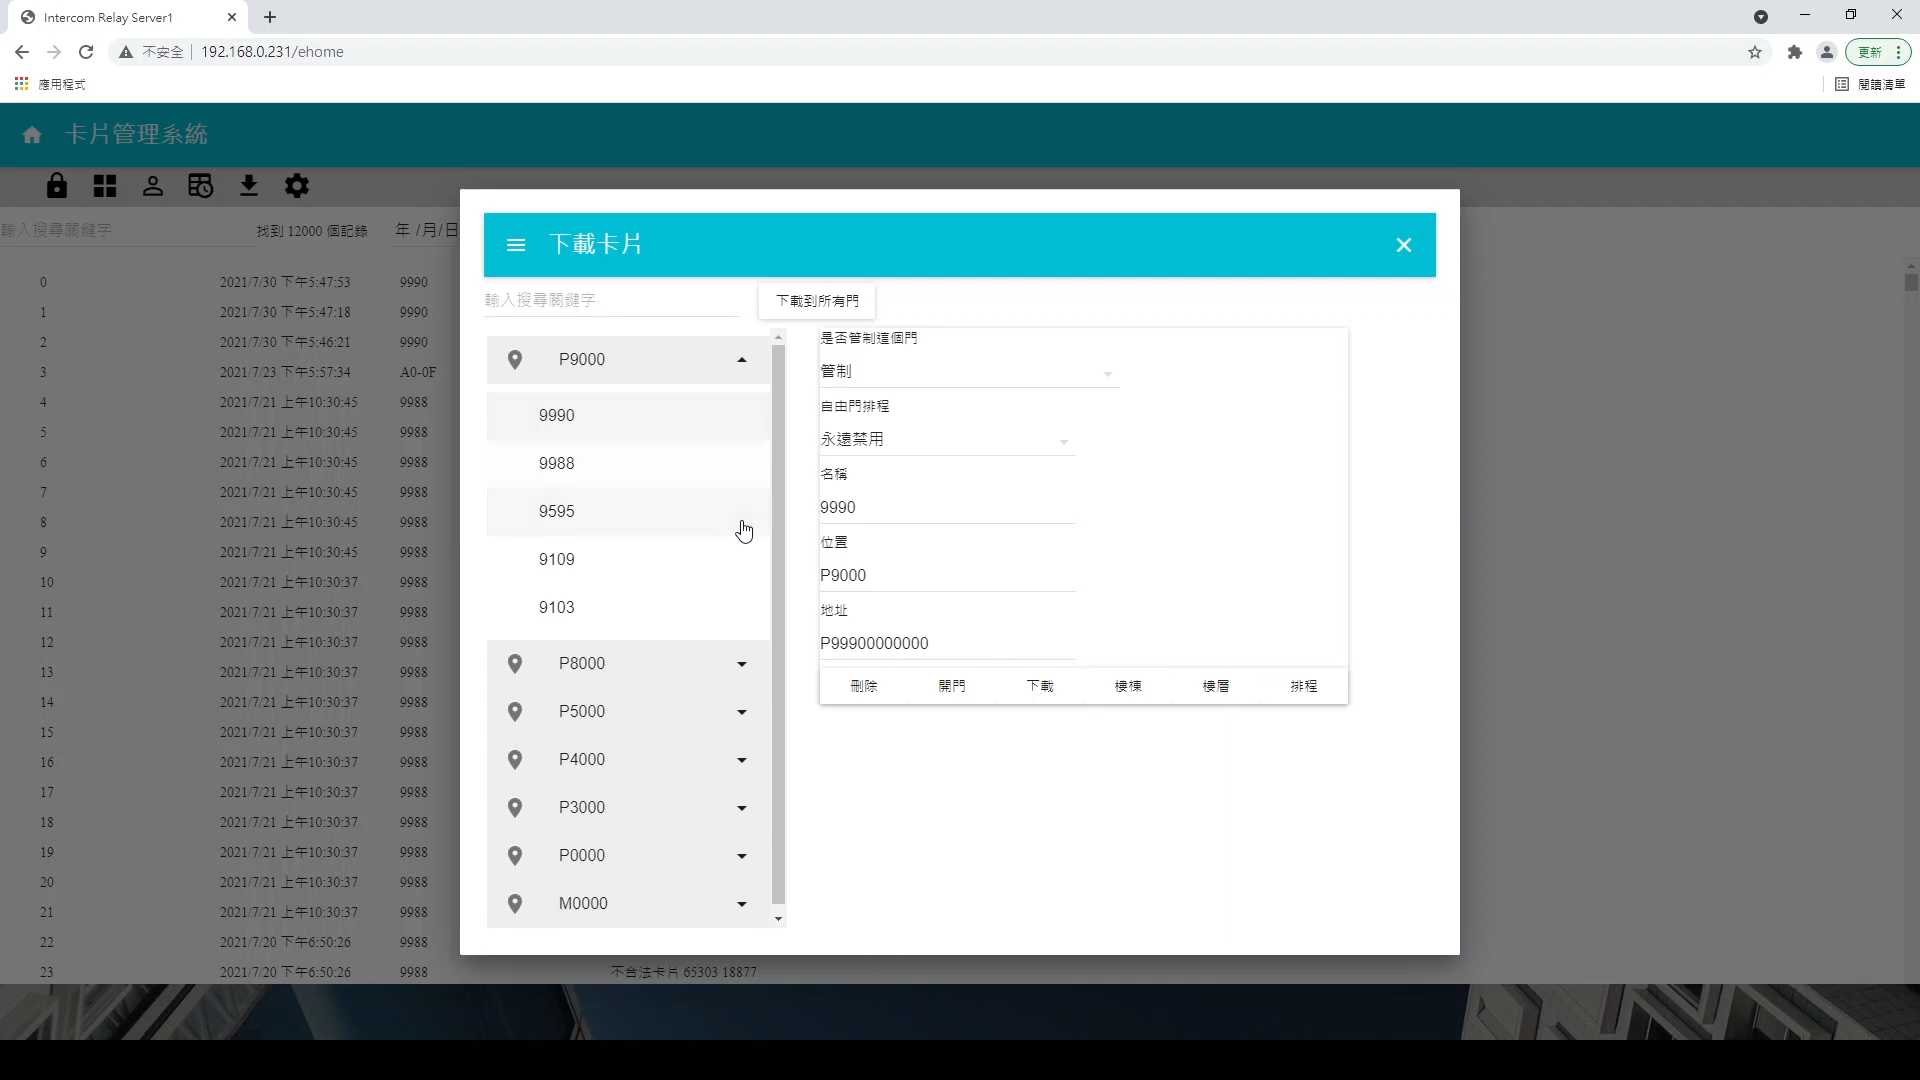 Intercom Relay Server1
不安全 192.168.0.231/ehome 更新
應用程式 閱讀清單
卡片管理系統
輸入搜尋關鍵字 找到 12000 個記錄 年 /月/日
0 2021/7/30 下午5:47:53 9990
1 2021/7/30 下午5:47:18 9990
2 2021/7/30 下午5:46:21 9990
3 2021/7/23 下午5:57:34 A0-0F
4 2021/7/21 上午10:30:45 9988
5 2021/7/21 上午10:30:45 9988
6 2021/7/21 上午10:30:45 9988
7 2021/7/21 上午10:30:45 9988
8 2021/7/21 上午10:30:45 9988
9 2021/7/21 上午10:30:45 9988
10 2021/7/21 上午10:30:37 9988
11 2021/7/21 上午10:30:37 9988
12 2021/7/21 上午10:30:37 9988
13 2021/7/21 上午10:30:37 9988
14 2021/7/21 上午10:30:37 9988
15 2021/7/21 上午10:30:37 9988
16 2021/7/21 上午10:30:37 9988
17 2021/7/21 上午10:30:37 9988
18 2021/7/21 上午10:30:37 9988
19 2021/7/21 上午10:30:37 9988
20 2021/7/21 上午10:30:37 9988
21 2021/7/21 上午10:30:37 9988
22 2021/7/20 下午6:50:26 9988
23 2021/7/20 下午6:50:26 9988 不合法卡片 65303 18877
下載卡片
輸入搜尋關鍵字 下載到所有門
P9000
9990
9988
9595
9109
9103
P8000
P5000
P4000
P3000
P0000
M0000
是否管制這個門
管制
自由門排程
永遠禁用
名稱
9990
位置
P9000
地址
P99900000000
刪除 開門 下載 樓棟 樓層 排程